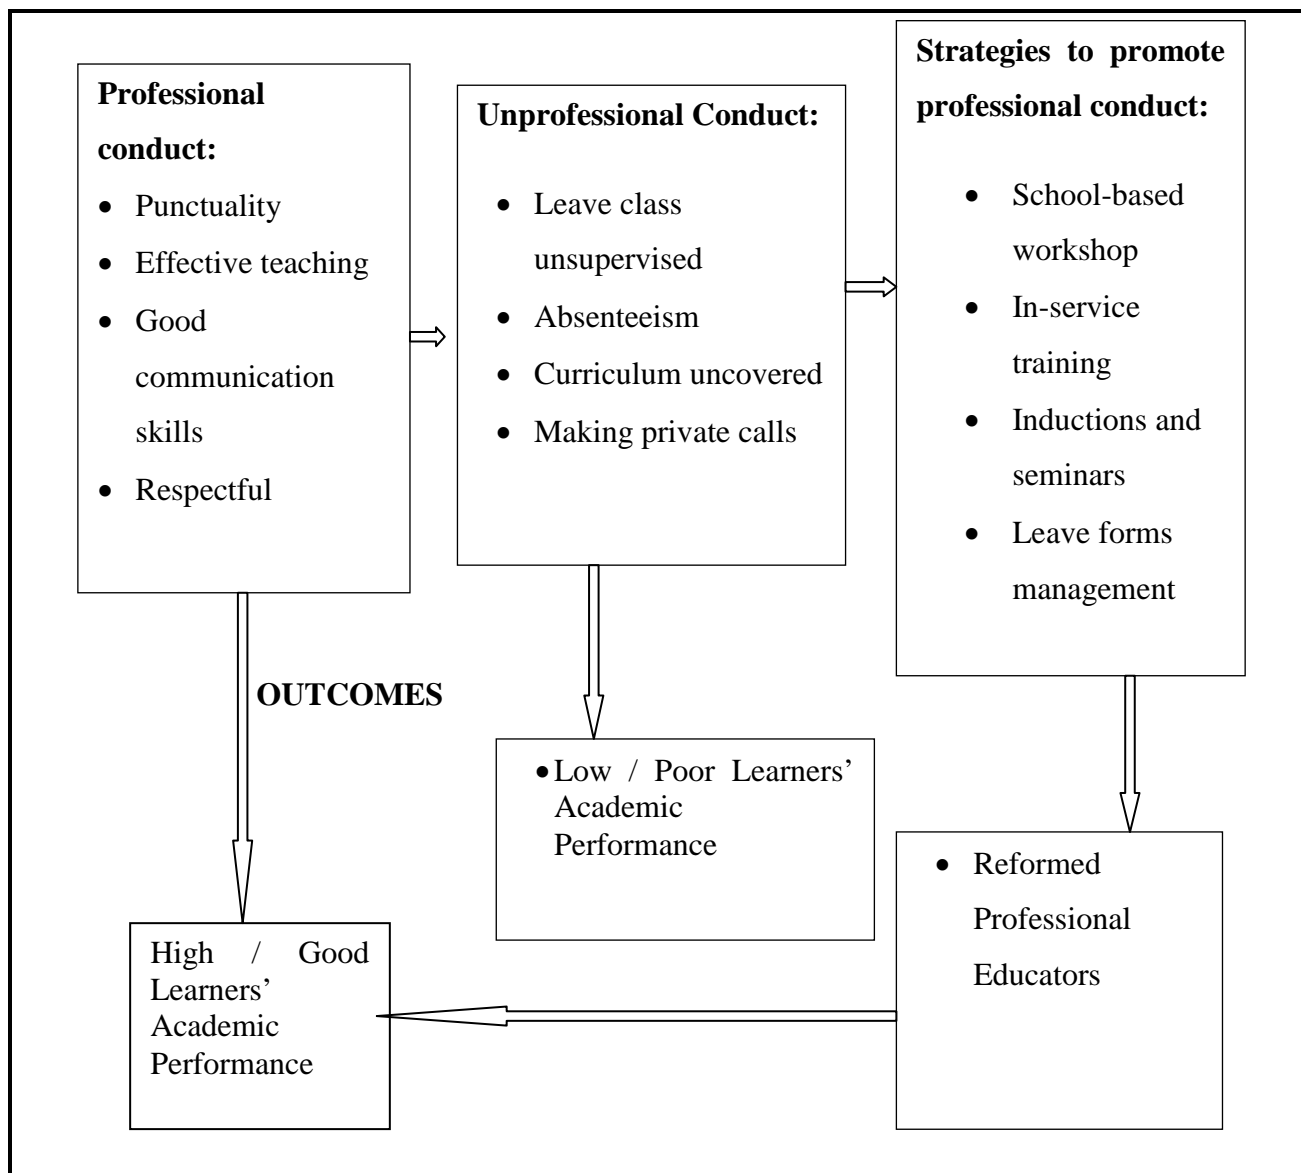 Professional
conduct:
• Punctuality
• Effective teaching
• Good
communication
skills
• Respectful
Unprofessional Conduct:
• Leave class
unsupervised
• Absenteeism
• Curriculum uncovered
• Making private calls
Strategies to promote
professional conduct:
• School-based
workshop
• In-service
training
• Inductions and
seminars
• Leave forms
management
OUTCOMES
• Low / Poor Learners’
Academic
Performance
• Reformed
Professional
Educators
High / Good
Learners’
Academic
Performance